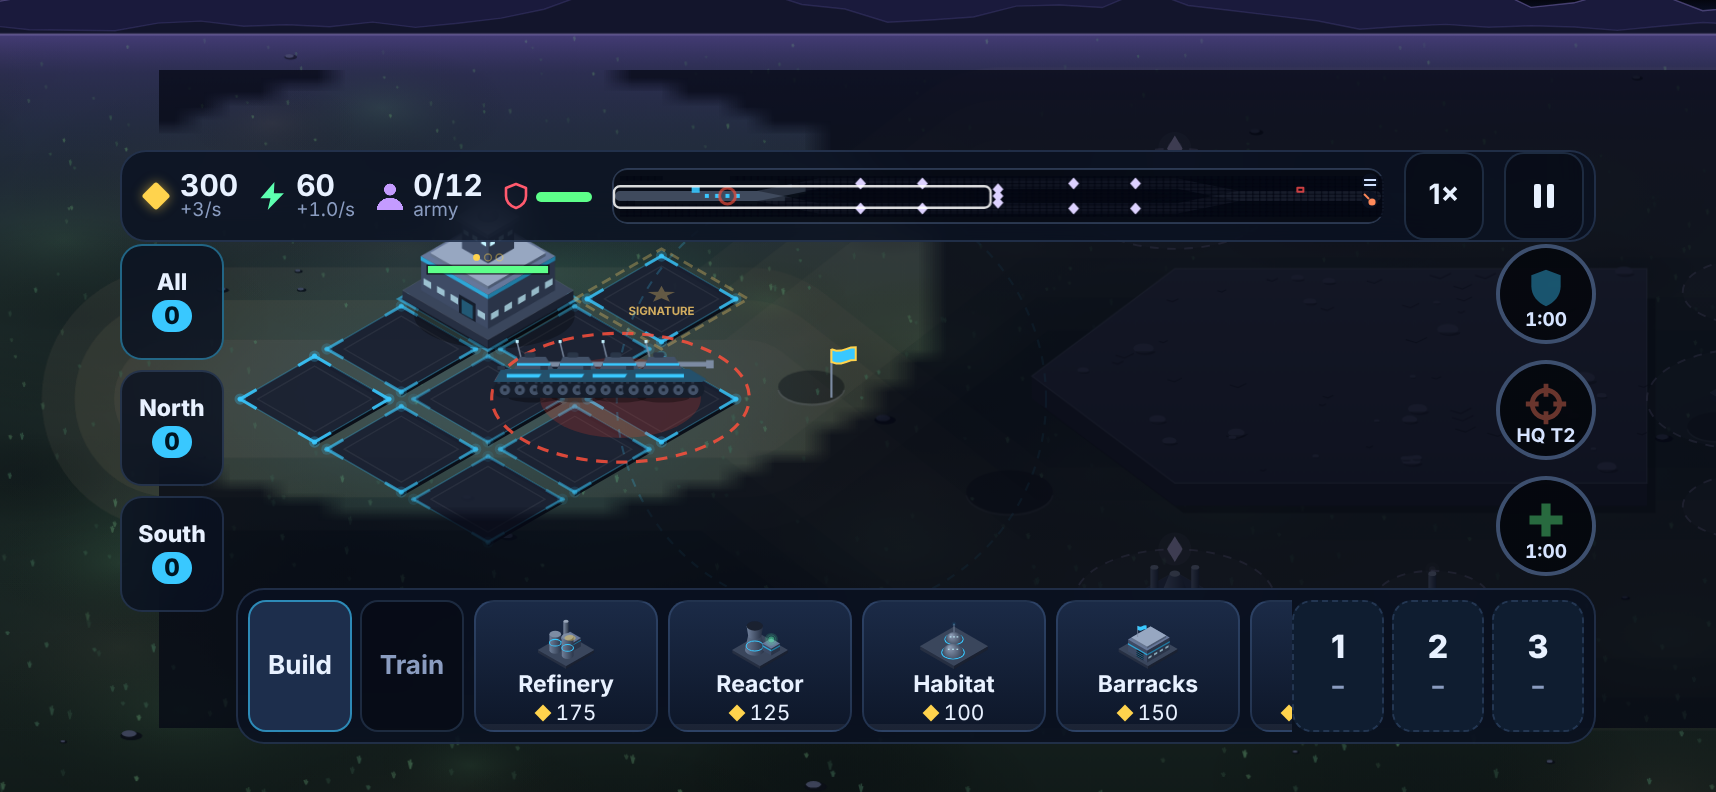 300
+3/s
60
+1.0/s
0/12
army
1×
All
0
North
0
South
0
SIGNATURE
1:00
HQ T2
1:00
Build
Train
Refinery
175
Reactor
125
Habitat
100
Barracks
150
1
–
2
–
3
–